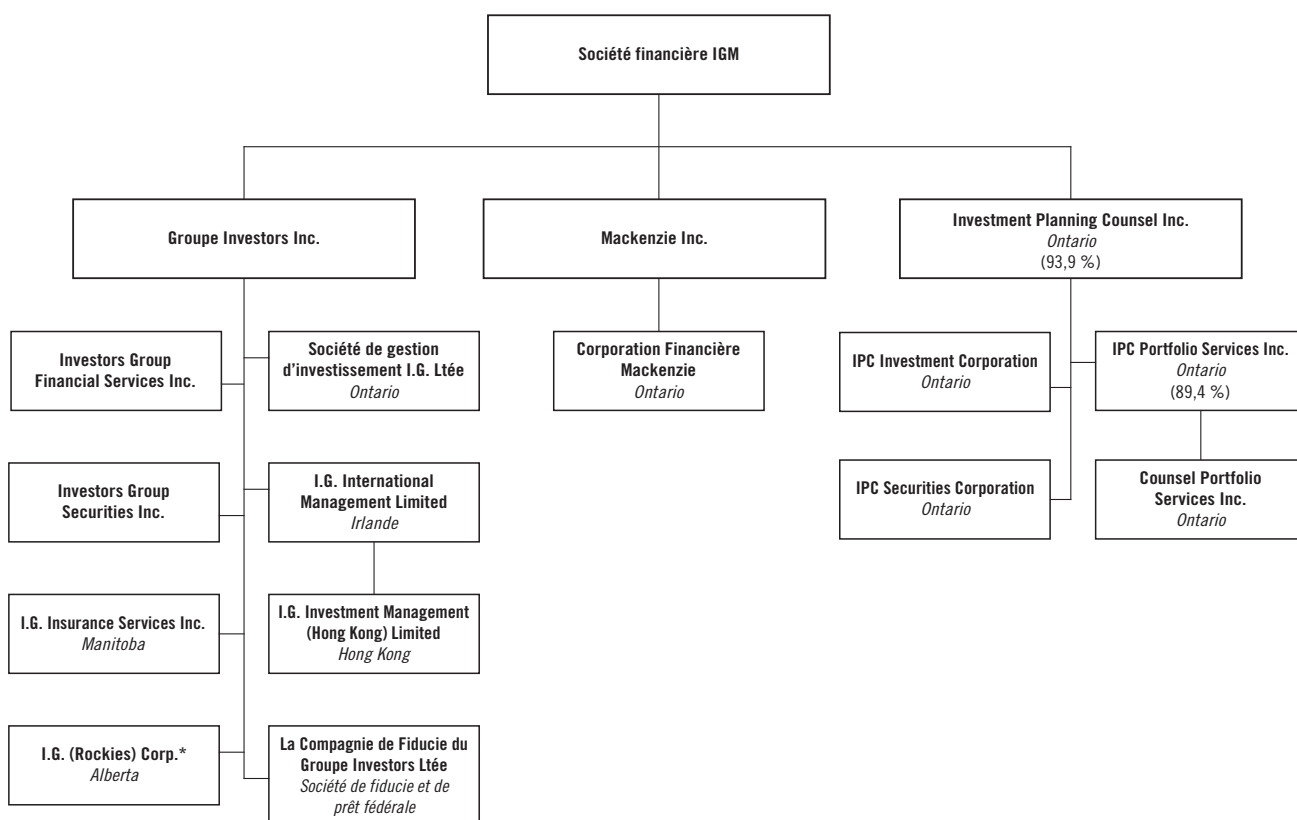 Société financière IGM
Groupe Investors Inc.
Mackenzie Inc.
Investment Planning Counsel Inc.
Ontario
(93,9 %)
Investors Group
Financial Services Inc.
Société de gestion
d'investissement I.G. Ltée
Ontario
Corporation Financière
Mackenzie
Ontario
IPC Investment Corporation
Ontario
IPC Portfolio Services Inc.
Ontario
(89,4 %)
Investors Group
Securities Inc.
I.G. International
Management Limited
Irlande
IPC Securities Corporation
Ontario
Counsel Portfolio
Services Inc.
Ontario
I.G. Insurance Services Inc.
Manitoba
I.G. Investment Management
(Hong Kong) Limited
Hong Kong
I.G. (Rockies) Corp.*
Alberta
La Compagnie de Fiducie du
Groupe Investors Ltée
Société de fiducie et de
prêt fédérale